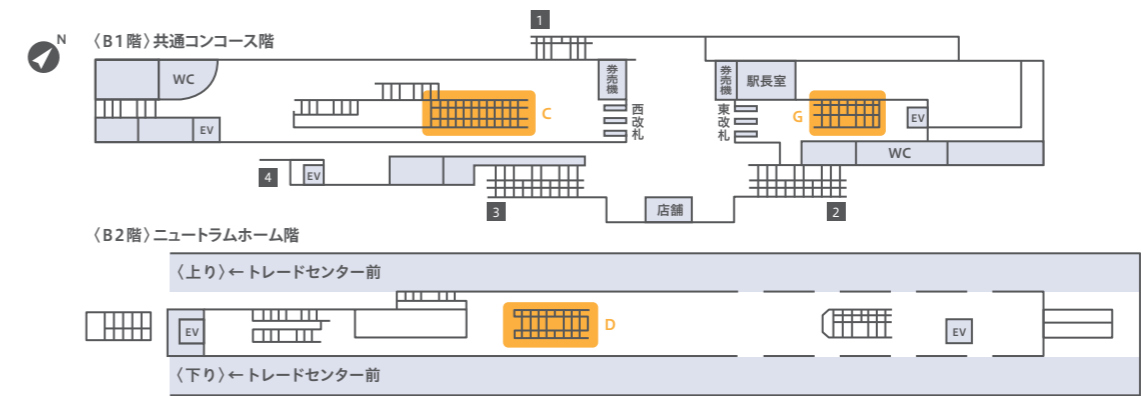 N
〈B1階〉共通コンコース階
1
WC
EV
C
券売機
西改札
券売機
駅長室
東改札
G
EV
WC
4
EV
3
店舗
2
〈B2階〉ニュートラムホーム階
〈上り〉←トレードセンター前
EV
D
EV
〈下り〉←トレードセンター前